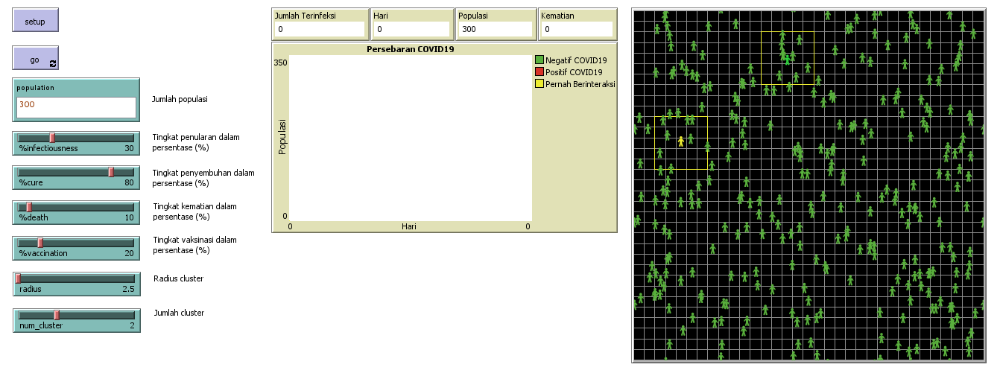 setup
go
population
300
Jumlah populasi
%infectiousness 30
Tingkat penularan dalam
persentase (%)
%cure 80
Tingkat penyembuhan dalam
persentase (%)
%death 10
Tingkat kematian dalam
persentase (%)
%vaccination 20
Tingkat vaksinasi dalam
persentase (%)
radius 2.5
Radius cluster
num_cluster 2
Jumlah cluster
Jumlah Terinfeksi
0
Hari
0
Populasi
300
Kematian
0
Persebaran COVID19
350
Populasi
0
0
Hari
0
Negatif COVID19
Positif COVID19
Pernah Berinteraksi